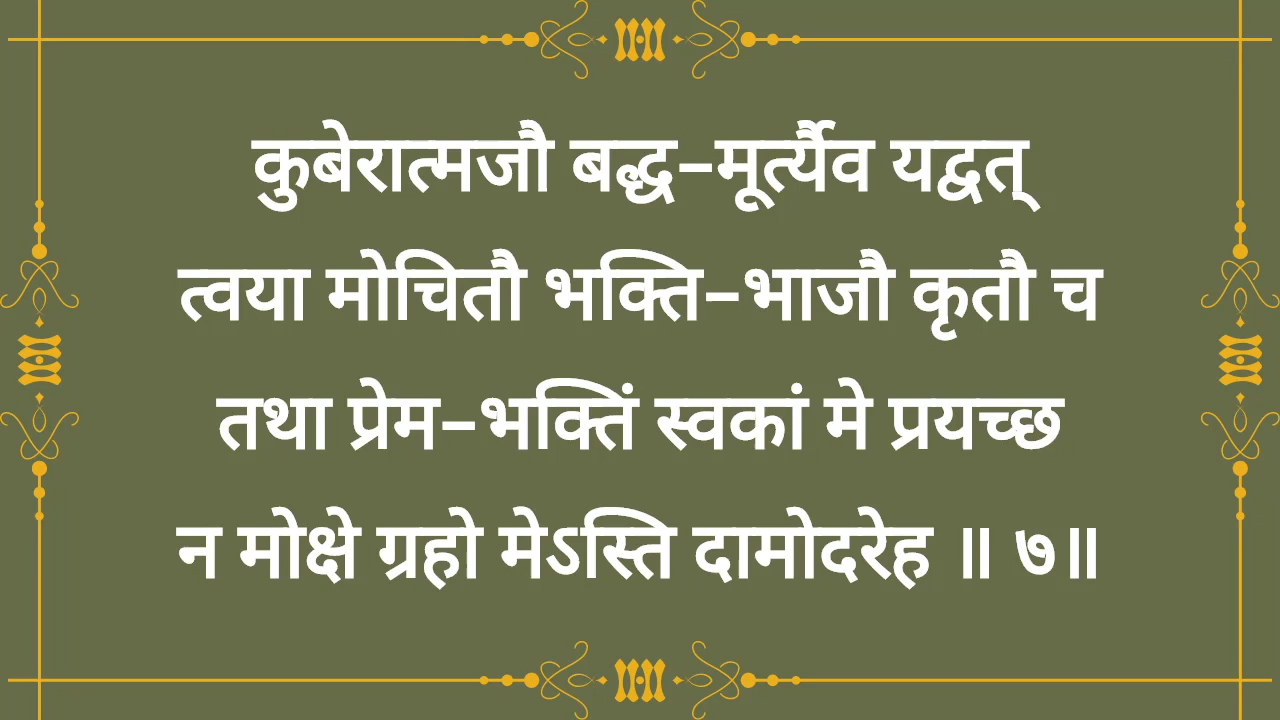 कुबेरात्मजौ बद्ध–मूर्त्यैव यद्वत्
त्वया मोचितौ भक्ति–भाजौ कृतौ च
तथा प्रेम–भक्तिं स्वकां मे प्रयच्छ
न मोक्षे ग्रहो मेऽस्ति दामोदरेह ॥ ७॥